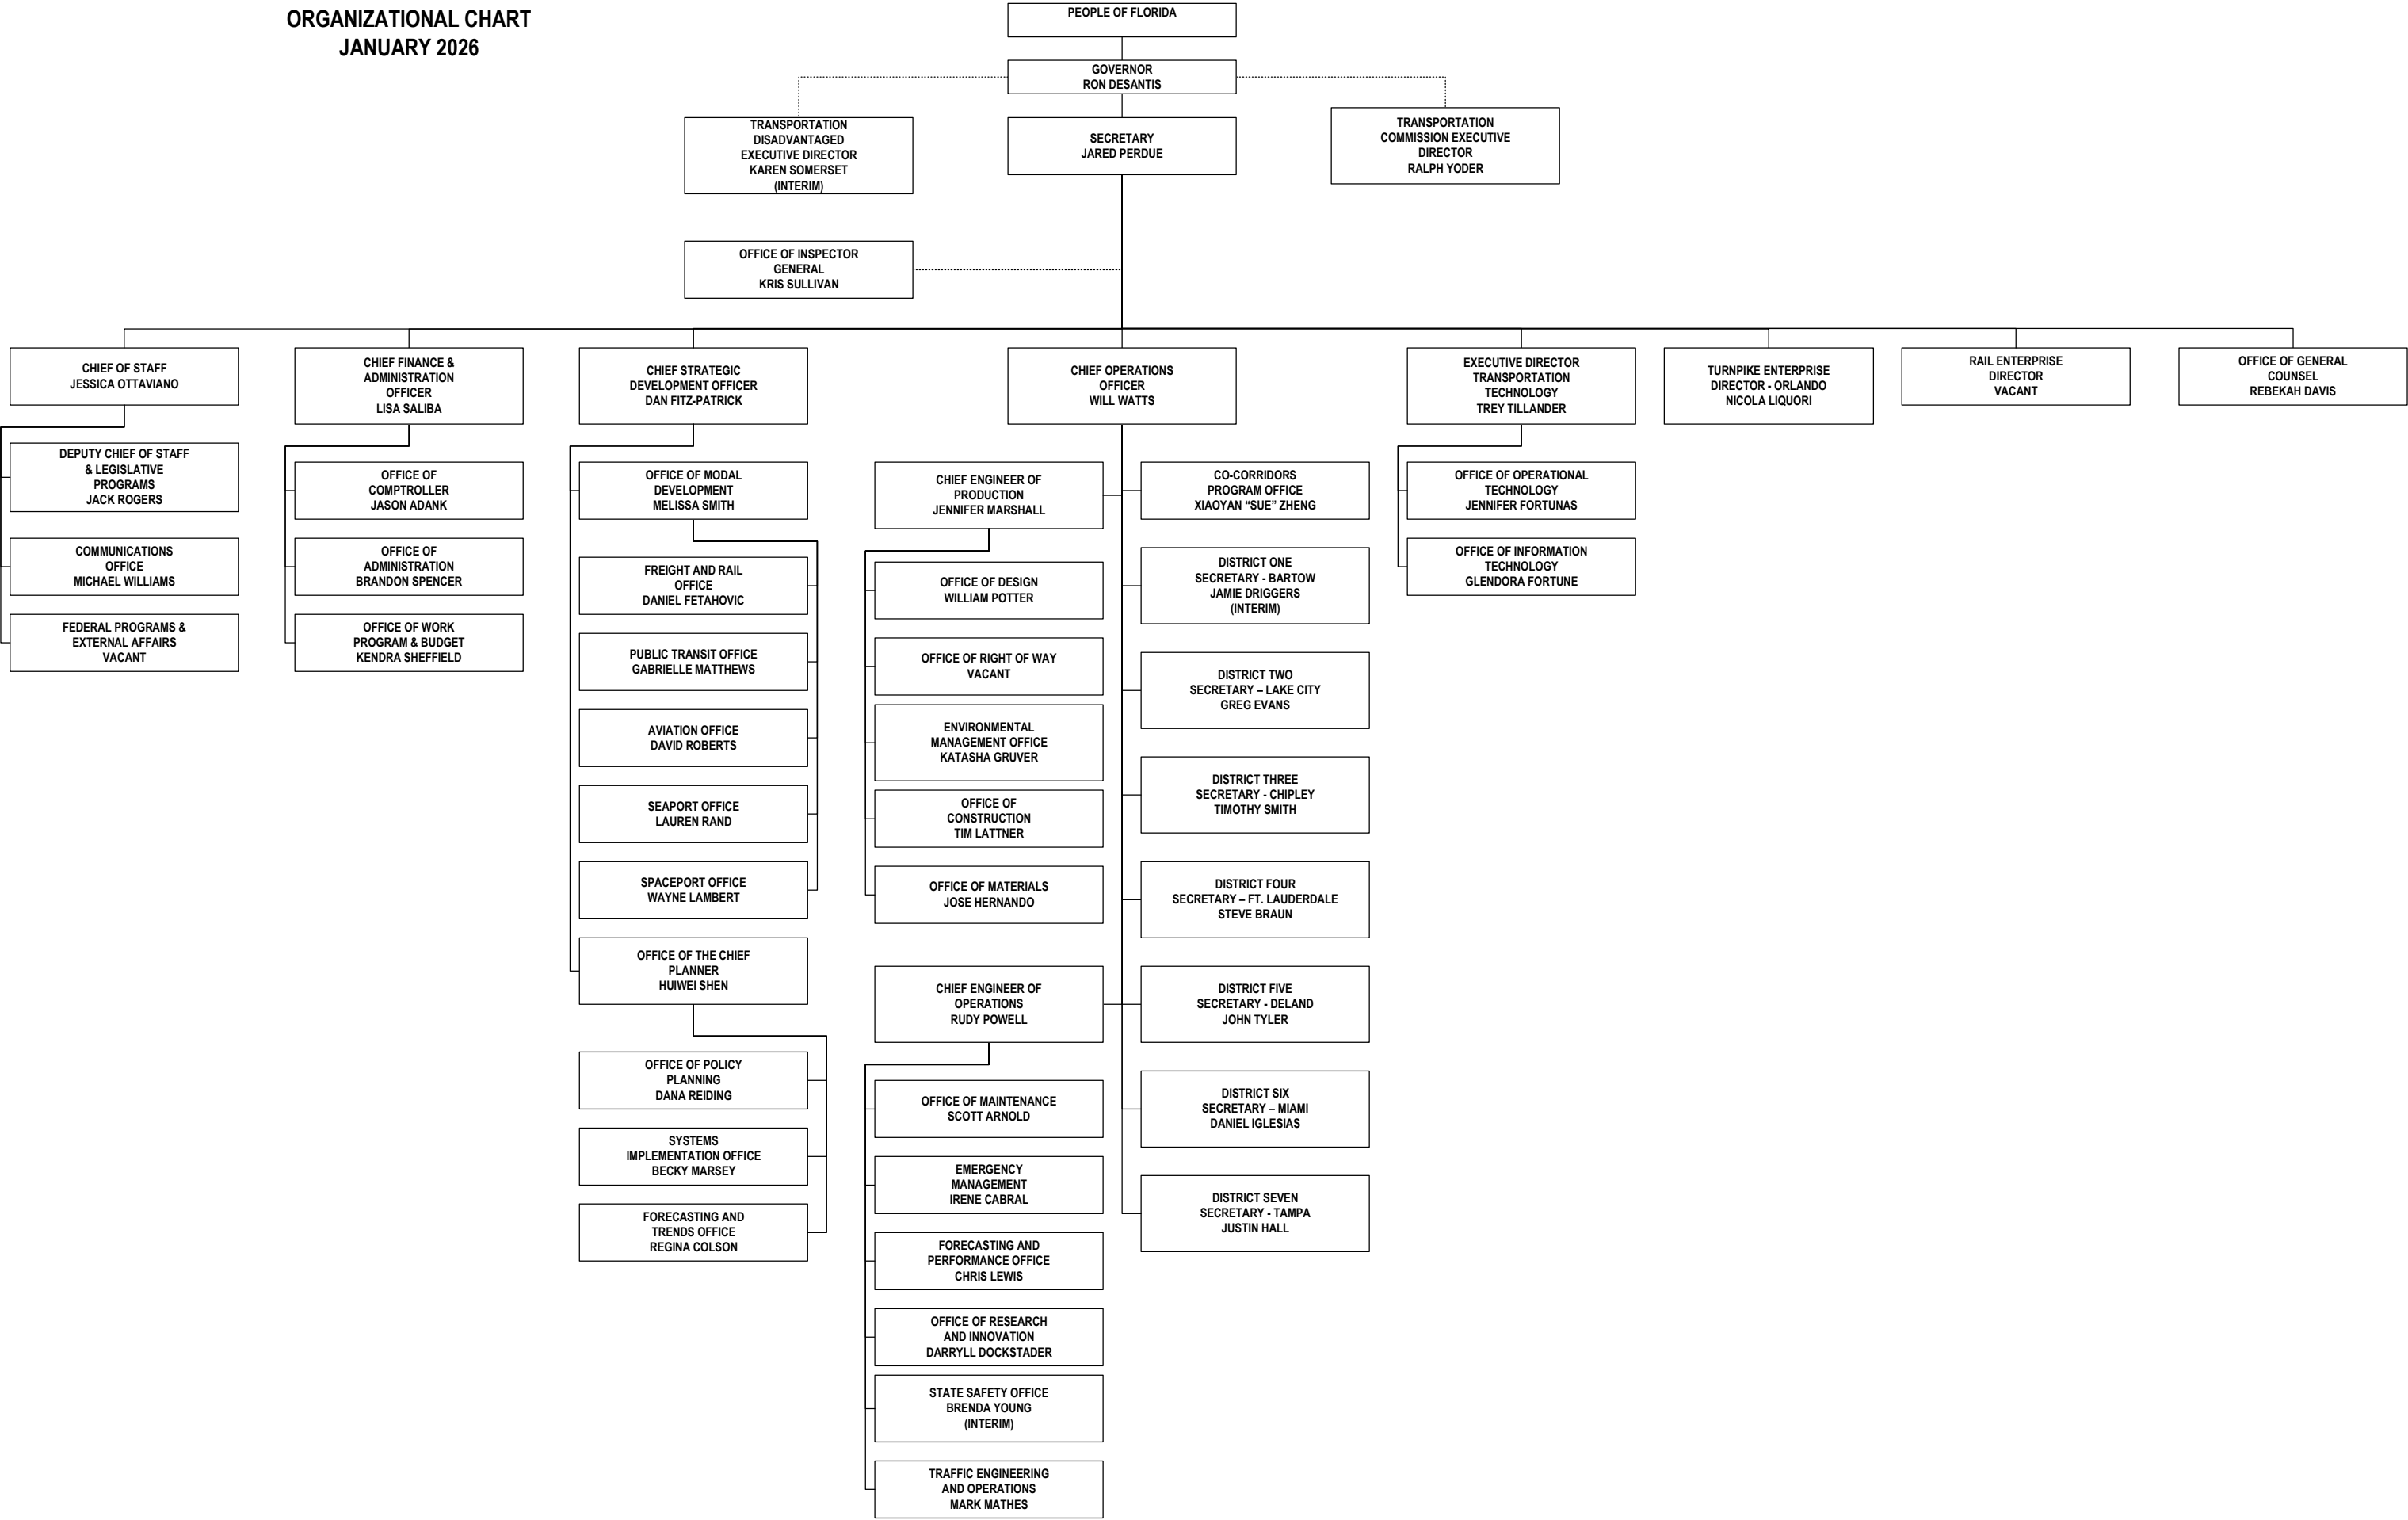 ORGANIZATIONAL CHART
JANUARY 2026
PEOPLE OF FLORIDA
GOVERNOR
RON DESANTIS
TRANSPORTATION
DISADVANTAGED
EXECUTIVE DIRECTOR
KAREN SOMERSET
(INTERIM)
SECRETARY
JARED PERDUE
TRANSPORTATION
COMMISSION EXECUTIVE
DIRECTOR
RALPH YODER
OFFICE OF INSPECTOR
GENERAL
KRIS SULLIVAN
CHIEF OF STAFF
JESSICA OTTAVIANO
CHIEF FINANCE &
ADMINISTRATION
OFFICER
LISA SALIBA
CHIEF STRATEGIC
DEVELOPMENT OFFICER
DAN FITZ-PATRICK
CHIEF OPERATIONS
OFFICER
WILL WATTS
EXECUTIVE DIRECTOR
TRANSPORTATION
TECHNOLOGY
TREY TILLANDER
TURNPIKE ENTERPRISE
DIRECTOR - ORLANDO
NICOLA LIQUORI
RAIL ENTERPRISE
DIRECTOR
VACANT
OFFICE OF GENERAL
COUNSEL
REBEKAH DAVIS
DEPUTY CHIEF OF STAFF
& LEGISLATIVE
PROGRAMS
JACK ROGERS
COMMUNICATIONS
OFFICE
MICHAEL WILLIAMS
FEDERAL PROGRAMS &
EXTERNAL AFFAIRS
VACANT
OFFICE OF
COMPTROLLER
JASON ADANK
OFFICE OF
ADMINISTRATION
BRANDON SPENCER
OFFICE OF WORK
PROGRAM & BUDGET
KENDRA SHEFFIELD
OFFICE OF MODAL
DEVELOPMENT
MELISSA SMITH
FREIGHT AND RAIL
OFFICE
DANIEL FETAHOVIC
PUBLIC TRANSIT OFFICE
GABRIELLE MATTHEWS
AVIATION OFFICE
DAVID ROBERTS
SEAPORT OFFICE
LAUREN RAND
SPACEPORT OFFICE
WAYNE LAMBERT
OFFICE OF THE CHIEF
PLANNER
HUIWEI SHEN
OFFICE OF POLICY
PLANNING
DANA REIDING
SYSTEMS
IMPLEMENTATION OFFICE
BECKY MARSEY
FORECASTING AND
TRENDS OFFICE
REGINA COLSON
CHIEF ENGINEER OF
PRODUCTION
JENNIFER MARSHALL
OFFICE OF DESIGN
WILLIAM POTTER
OFFICE OF RIGHT OF WAY
VACANT
ENVIRONMENTAL
MANAGEMENT OFFICE
KATASHA GRUVER
OFFICE OF
CONSTRUCTION
TIM LATTNER
OFFICE OF MATERIALS
JOSE HERNANDO
CHIEF ENGINEER OF
OPERATIONS
RUDY POWELL
OFFICE OF MAINTENANCE
SCOTT ARNOLD
EMERGENCY
MANAGEMENT
IRENE CABRAL
FORECASTING AND
PERFORMANCE OFFICE
CHRIS LEWIS
OFFICE OF RESEARCH
AND INNOVATION
DARRYLL DOCKSTADER
STATE SAFETY OFFICE
BRENDA YOUNG
(INTERIM)
TRAFFIC ENGINEERING
AND OPERATIONS
MARK MATHES
CO-CORRIDORS
PROGRAM OFFICE
XIAOYAN “SUE” ZHENG
DISTRICT ONE
SECRETARY - BARTOW
JAMIE DRIGGERS
(INTERIM)
DISTRICT TWO
SECRETARY – LAKE CITY
GREG EVANS
DISTRICT THREE
SECRETARY - CHIPLEY
TIMOTHY SMITH
DISTRICT FOUR
SECRETARY – FT. LAUDERDALE
STEVE BRAUN
DISTRICT FIVE
SECRETARY - DELAND
JOHN TYLER
DISTRICT SIX
SECRETARY – MIAMI
DANIEL IGLESIAS
DISTRICT SEVEN
SECRETARY - TAMPA
JUSTIN HALL
OFFICE OF OPERATIONAL
TECHNOLOGY
JENNIFER FORTUNAS
OFFICE OF INFORMATION
TECHNOLOGY
GLENDORA FORTUNE